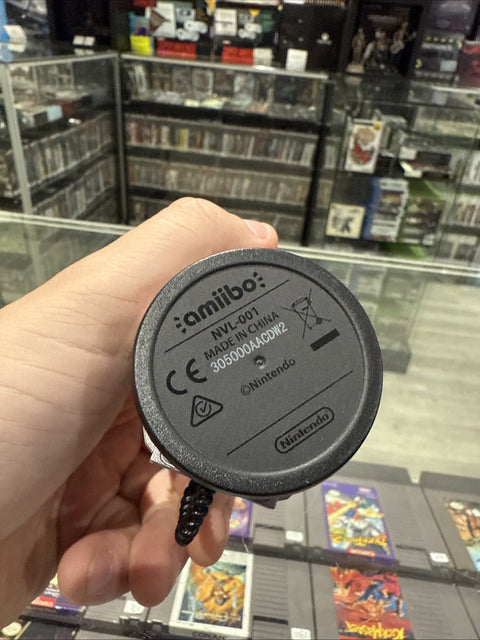 amiibo
NVL-001
MADE IN CHINA
305000AACDW2
CE
©Nintendo
Nintendo